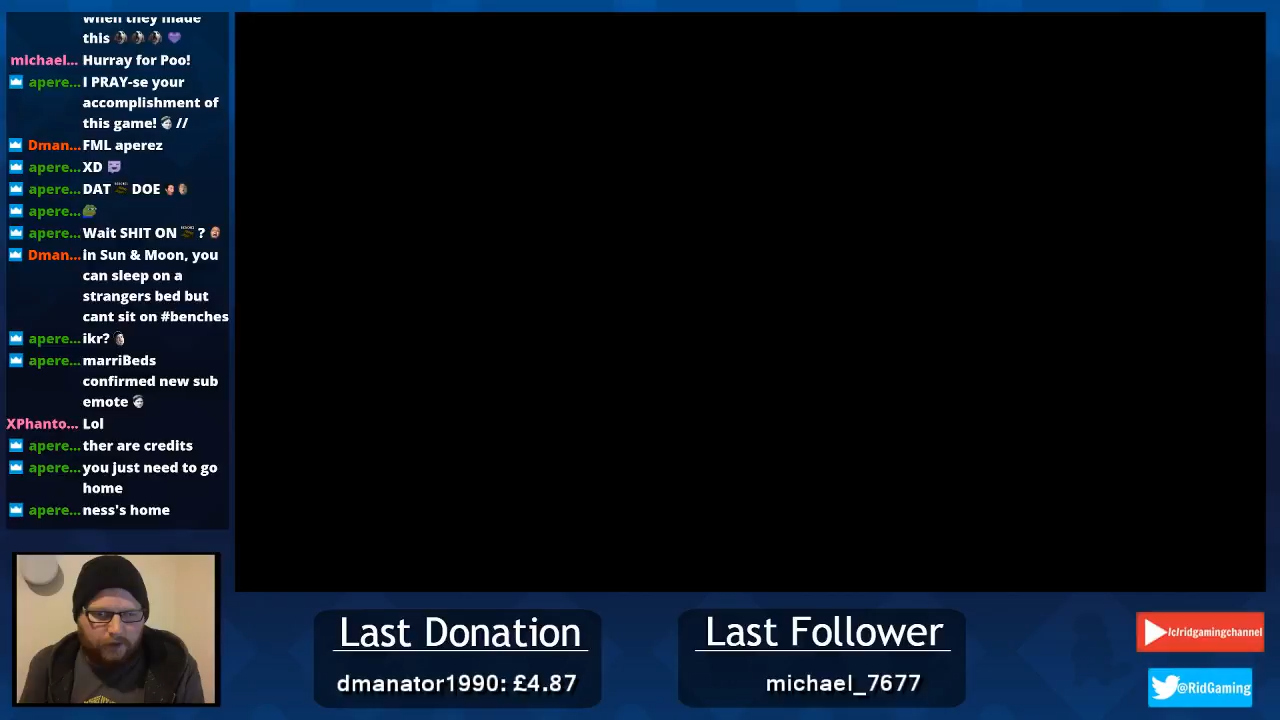 when they made
this
michael... Hurray for Poo!
apere... I PRAY-se your
accomplishment of
this game! //
Dman... FML aperez
apere... XD
apere... DAT DOE
apere...
apere... Wait SHIT ON ?
Dman... in Sun & Moon, you
can sleep on a
strangers bed but
cant sit on #benches
apere... ikr?
apere... marriBeds
confirmed new sub
emote
XPhanto... Lol
apere... ther are credits
apere... you just need to go
home
apere... ness's home
Last Donation
dmanator1990: £4.87
Last Follower
michael_7677
/c/ridgamingchannel
@RidGaming